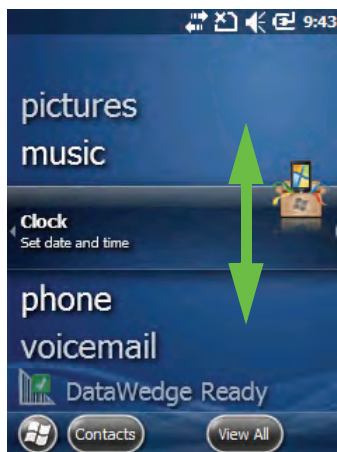 9:43
pictures
music
Clock
Set date and time
phone
voicemail
DataWedge Ready
Contacts
View All